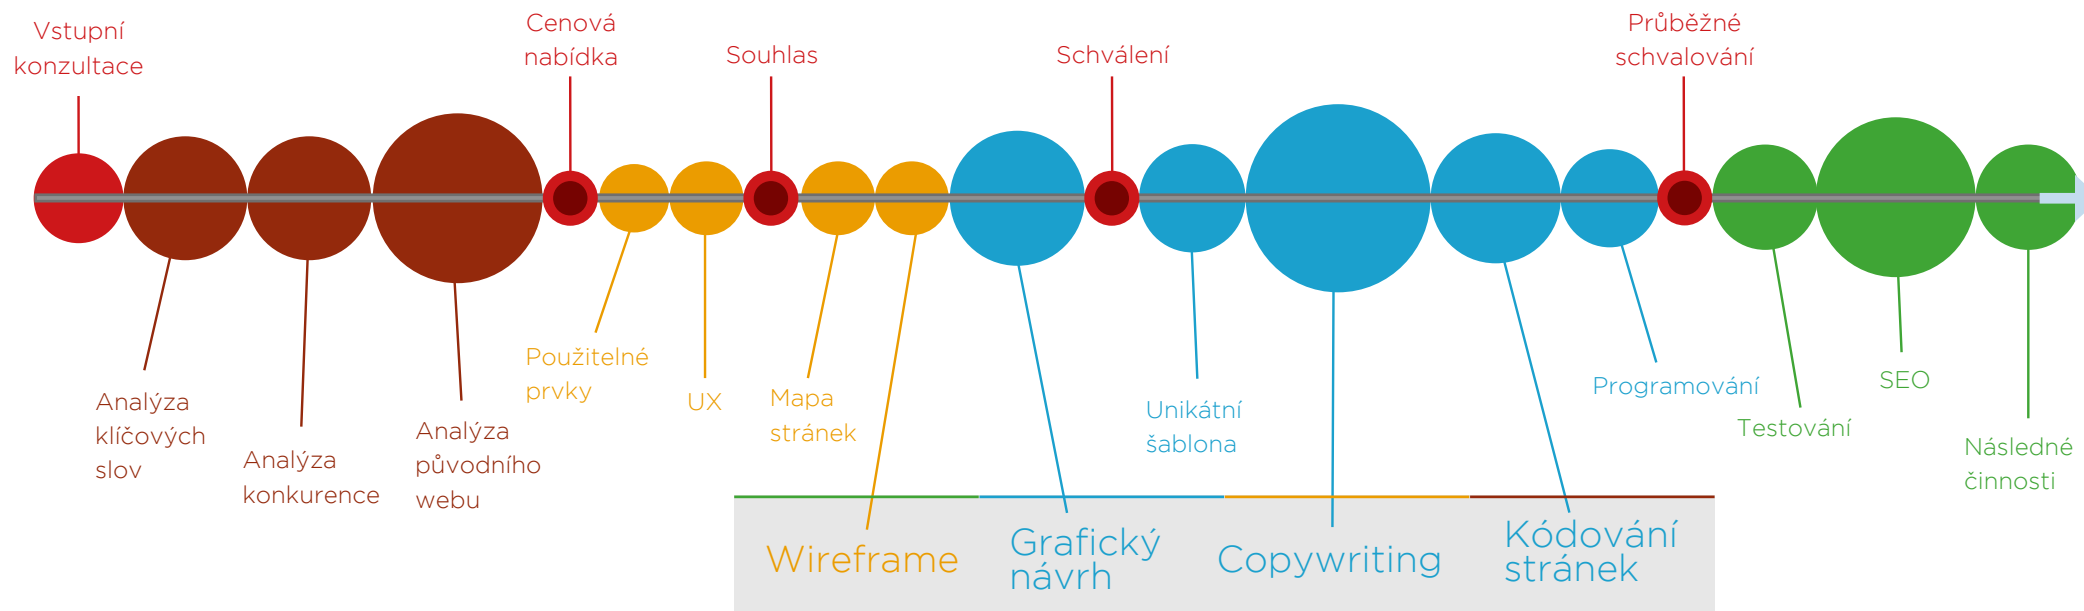 Vstupní
konzultace
Cenová
nabídka
Souhlas
Schválení
Průběžné
schvalování
Analýza
klíčových
slov
Analýza
konkurence
Analýza
původního
webu
Použitelné
prvky
UX
Mapa
stránek
Wireframe
Grafický
návrh
Unikátní
šablona
Copywriting
Kódování
stránek
Programování
Testování
SEO
Následné
činnosti